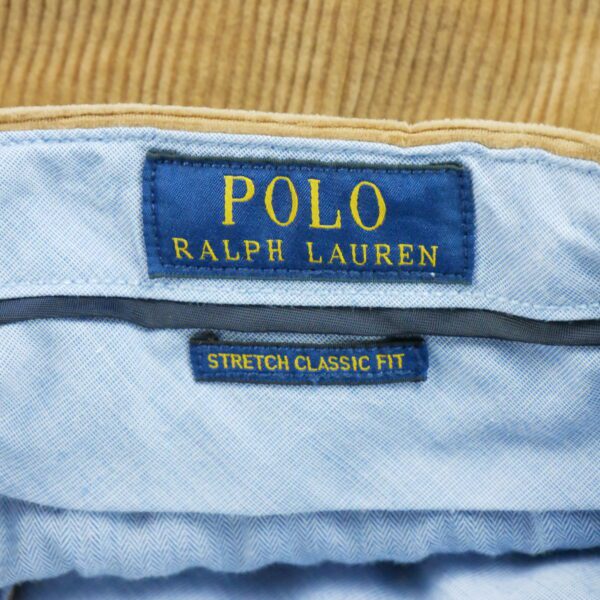 POLO
RALPH LAUREN
STRETCH CLASSIC FIT